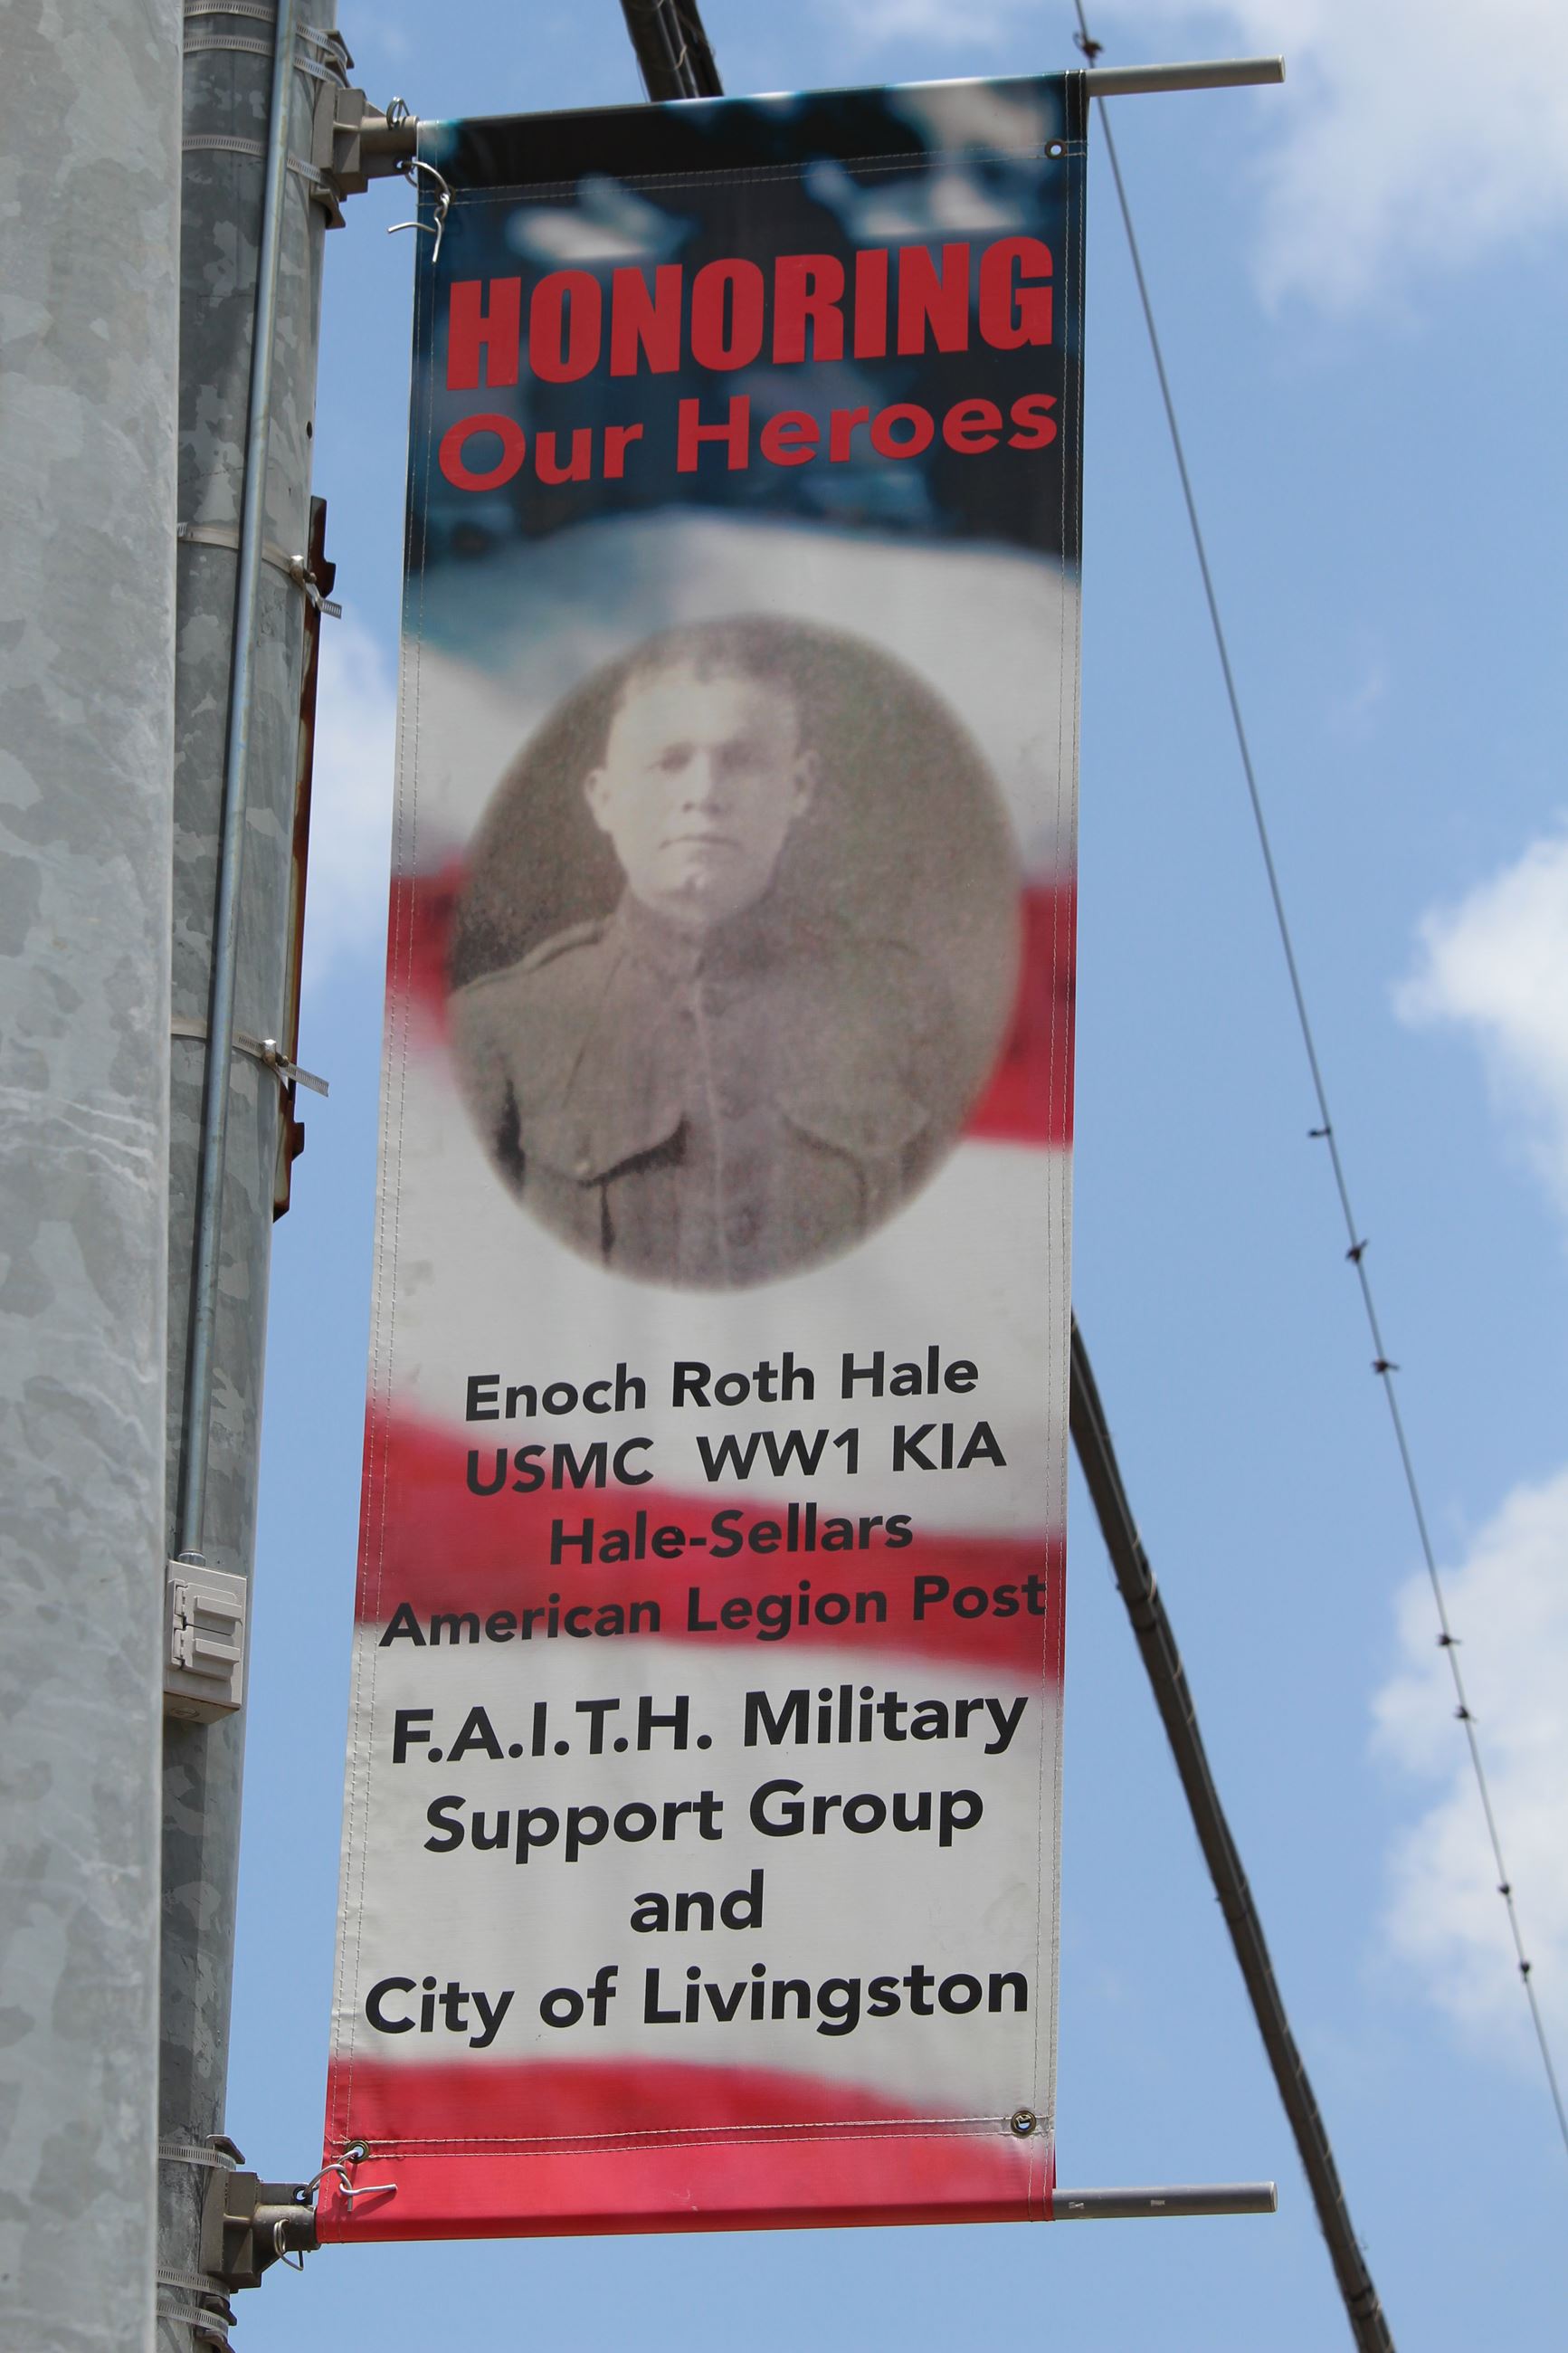 HONORING
Our Heroes
Enoch Roth Hale
USMC WW1 KIA
Hale-Sellars
American Legion Post
F.A.I.T.H. Military
Support Group
and
City of Livingston